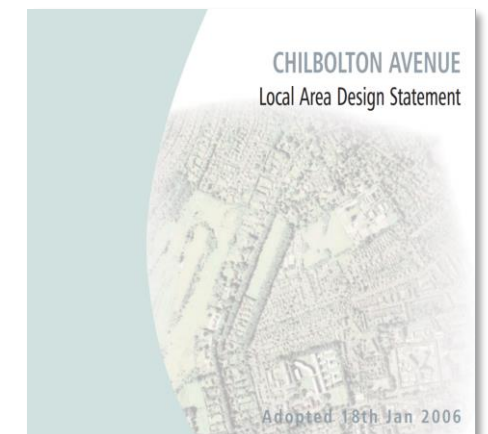 CHILBOLTON AVENUE
Local Area Design Statement
Adopted 18th Jan 2006